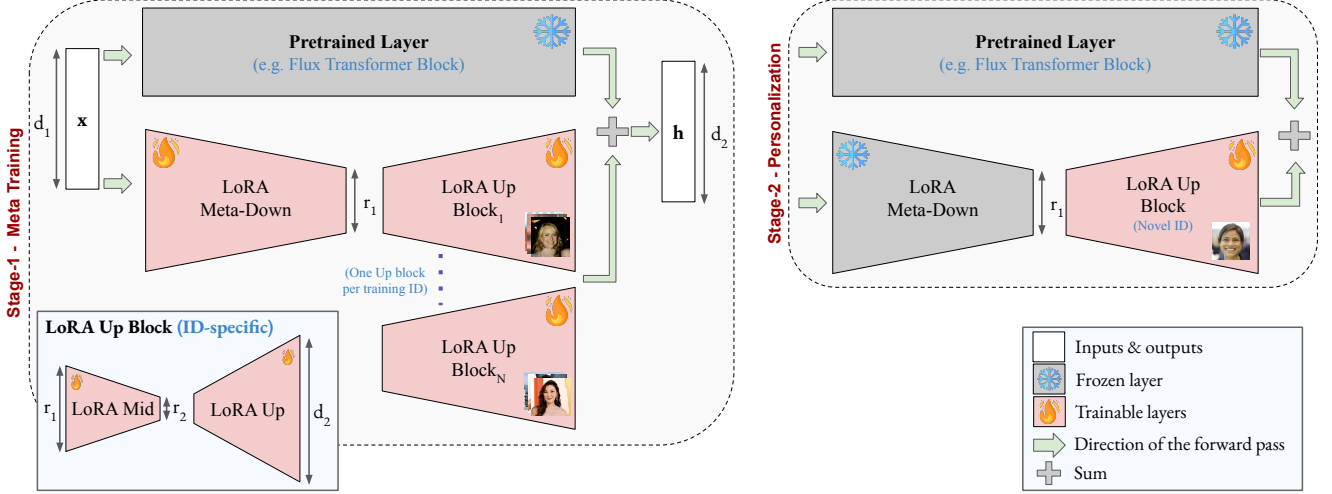 Stage-1 - Meta Training
Pretrained Layer
(e.g. Flux Transformer Block)
d₁
x
h
d₂
LoRA
Meta-Down
r₁
LoRA Up
Block₁
(One Up block
per training ID)
LoRA Up
Block_N
LoRA Up Block (ID-specific)
r₁
LoRA Mid
r₂
LoRA Up
d₂
Stage-2 - Personalization
Pretrained Layer
(e.g. Flux Transformer Block)
LoRA
Meta-Down
r₁
LoRA Up
Block
(Novel ID)
Inputs & outputs
Frozen layer
Trainable layers
Direction of the forward pass
Sum